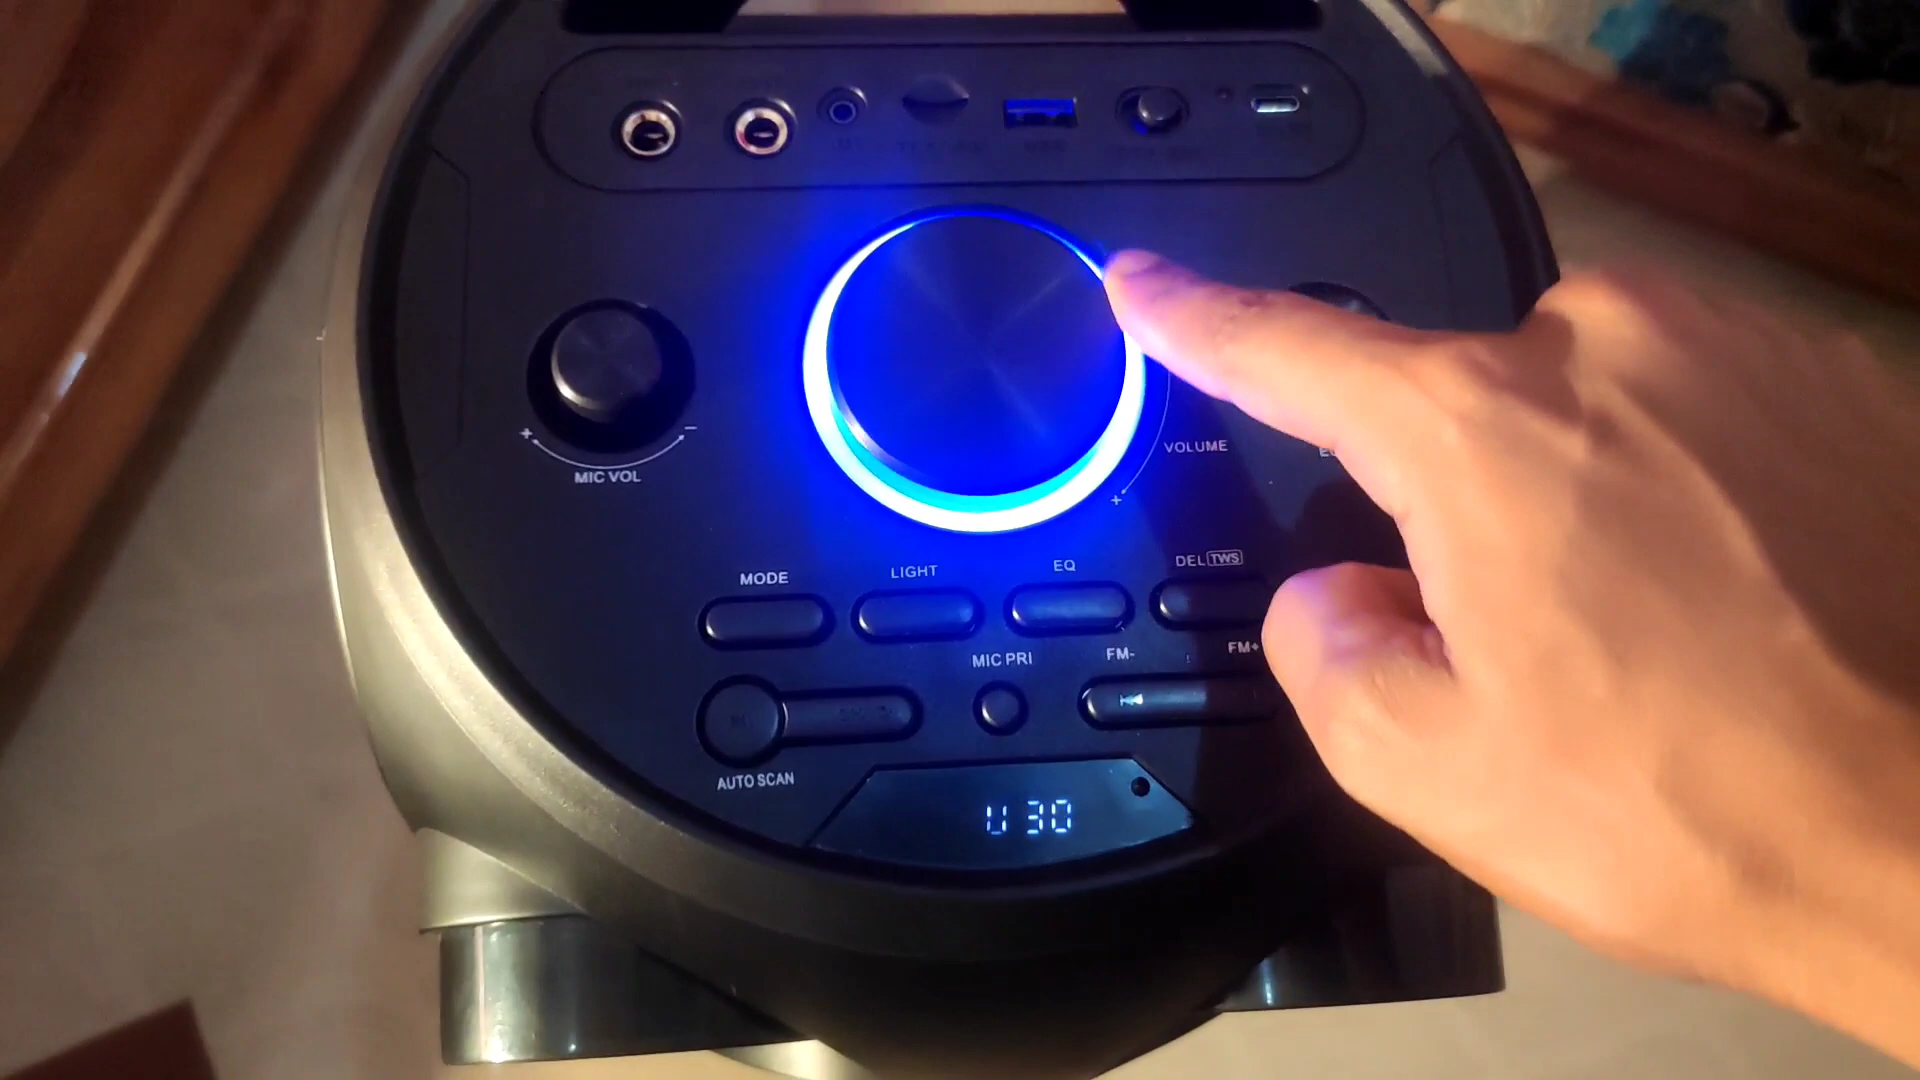 + -
MIC VOL
VOLUME
+
MODE
LIGHT
EQ
DEL TWS
MIC PRI
FM-
FM+
AUTO SCAN
U 30